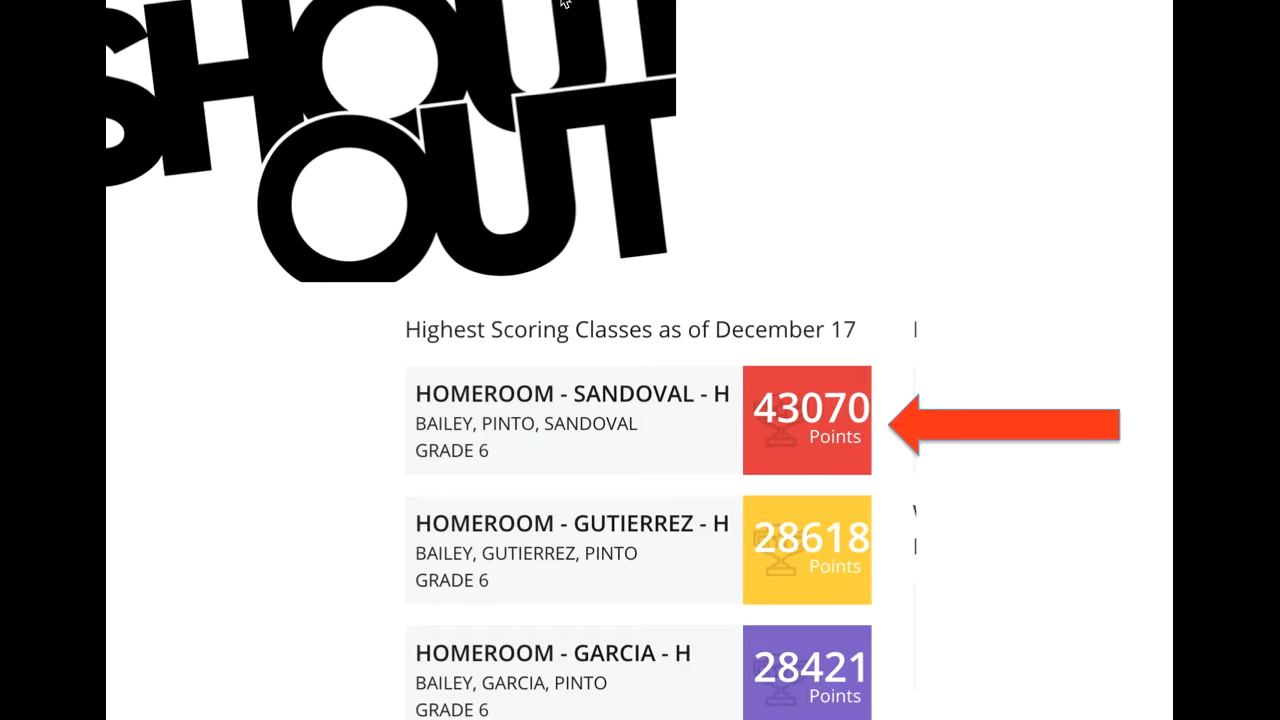 SHOUT
OUT
Highest Scoring Classes as of December 17
HOMEROOM - SANDOVAL - H
BAILEY, PINTO, SANDOVAL
GRADE 6
43070
Points
HOMEROOM - GUTIERREZ - H
BAILEY, GUTIERREZ, PINTO
GRADE 6
28618
Points
HOMEROOM - GARCIA - H
BAILEY, GARCIA, PINTO
GRADE 6
28421
Points